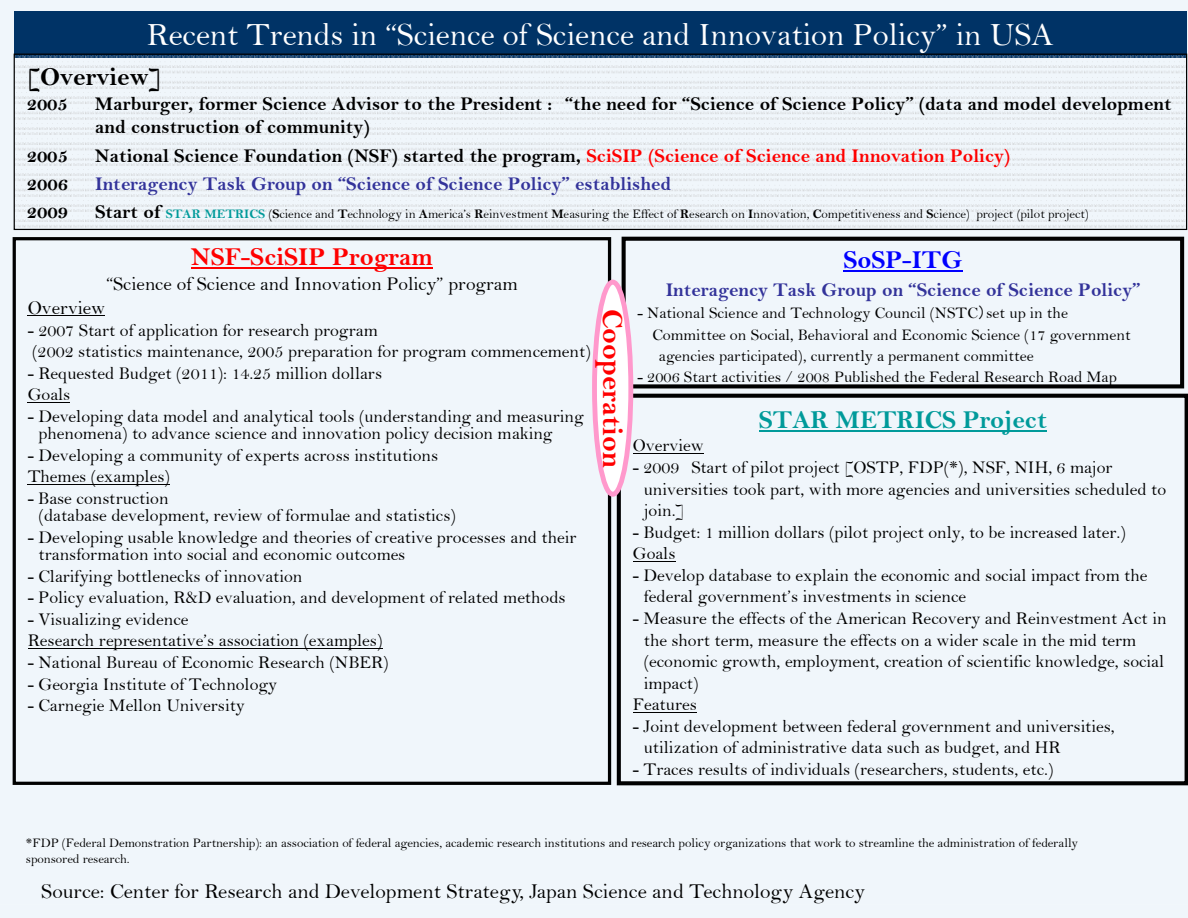 Recent Trends in “Science of Science and Innovation Policy” in USA
[Overview]
2005 Marburger, former Science Advisor to the President : “the need for “Science of Science Policy” (data and model development
and construction of community)
2005 National Science Foundation (NSF) started the program, SciSIP (Science of Science and Innovation Policy)
2006 Interagency Task Group on “Science of Science Policy” established
2009 Start of STAR METRICS (Science and Technology in America’s Reinvestment Measuring the Effect of Research on Innovation, Competitiveness and Science) project (pilot project)
NSF-SciSIP Program
“Science of Science and Innovation Policy” program
Overview
- 2007 Start of application for research program
(2002 statistics maintenance, 2005 preparation for program commencement)
- Requested Budget (2011): 14.25 million dollars
Goals
- Developing data model and analytical tools (understanding and measuring
phenomena) to advance science and innovation policy decision making
- Developing a community of experts across institutions
Themes (examples)
- Base construction
(database development, review of formulae and statistics)
- Developing usable knowledge and theories of creative processes and their
transformation into social and economic outcomes
- Clarifying bottlenecks of innovation
- Policy evaluation, R&D evaluation, and development of related methods
- Visualizing evidence
Research representative’s association (examples)
- National Bureau of Economic Research (NBER)
- Georgia Institute of Technology
- Carnegie Mellon University
Cooperation
SoSP-ITG
Interagency Task Group on “Science of Science Policy”
- National Science and Technology Council (NSTC) set up in the
Committee on Social, Behavioral and Economic Science (17 government
agencies participated), currently a permanent committee
- 2006 Start activities / 2008 Published the Federal Research Road Map
STAR METRICS Project
Overview
- 2009 Start of pilot project [OSTP, FDP(*), NSF, NIH, 6 major
universities took part, with more agencies and universities scheduled to
join.]
- Budget: 1 million dollars (pilot project only, to be increased later.)
Goals
- Develop database to explain the economic and social impact from the
federal government’s investments in science
- Measure the effects of the American Recovery and Reinvestment Act in
the short term, measure the effects on a wider scale in the mid term
(economic growth, employment, creation of scientific knowledge, social
impact)
Features
- Joint development between federal government and universities,
utilization of administrative data such as budget, and HR
- Traces results of individuals (researchers, students, etc.)
*FDP (Federal Demonstration Partnership): an association of federal agencies, academic research institutions and research policy organizations that work to streamline the administration of federally
sponsored research.
Source: Center for Research and Development Strategy, Japan Science and Technology Agency